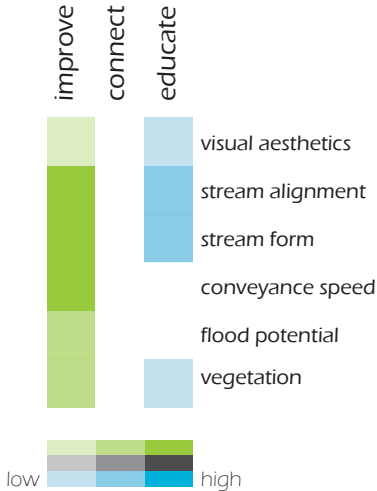 improve
connect
educate
visual aesthetics
stream alignment
stream form
conveyance speed
flood potential
vegetation
low high